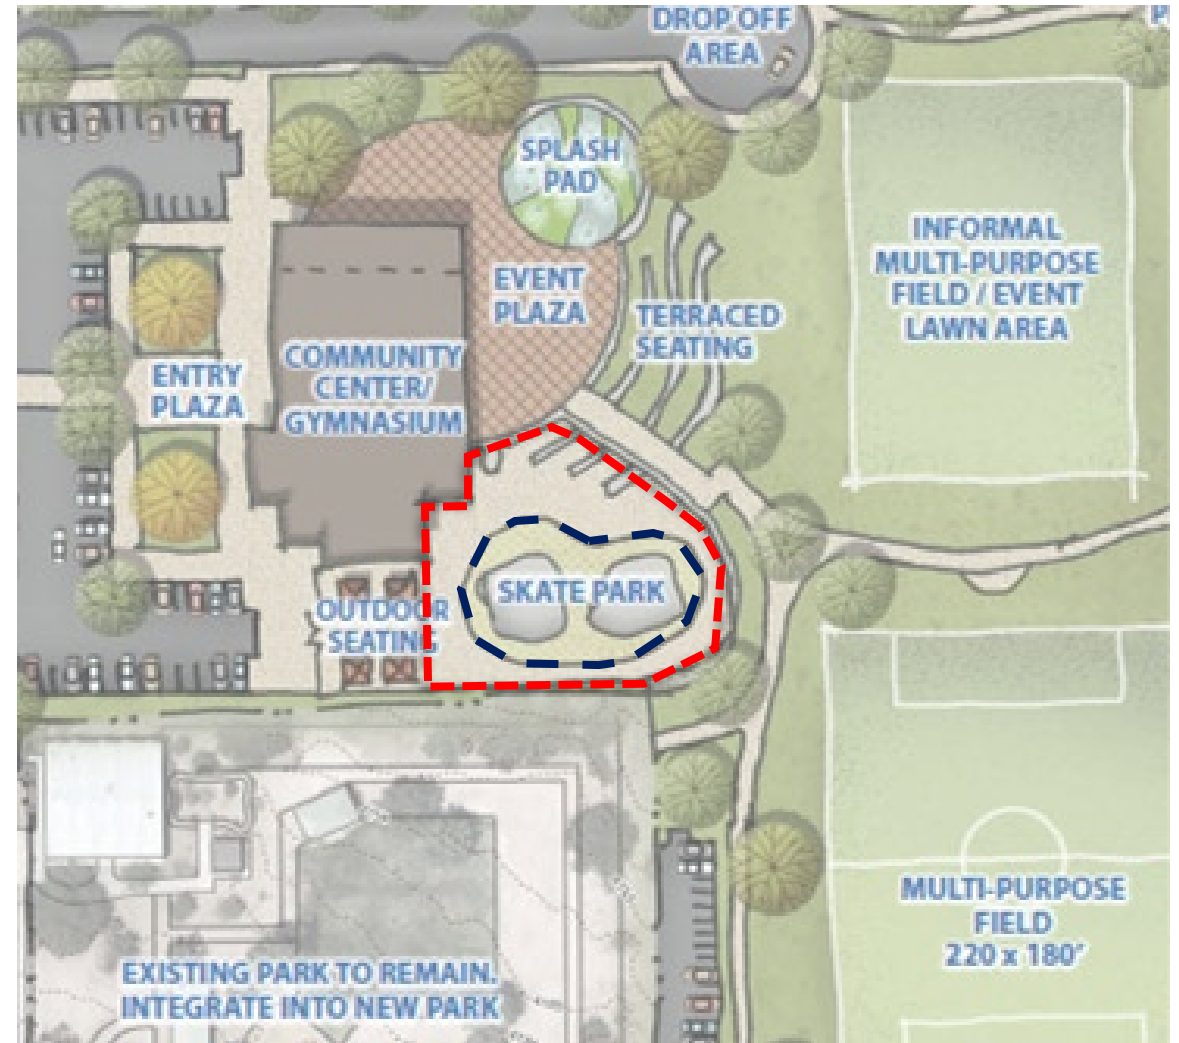 DROP OFF
AREA
P
SPLASH
PAD
INFORMAL
MULTI-PURPOSE
FIELD / EVENT
LAWN AREA
EVENT
PLAZA
TERRACED
SEATING
COMMUNITY
CENTER/
GYMNASIUM
ENTRY
PLAZA
SKATE PARK
OUTDOOR
SEATING
MULTI-PURPOSE
FIELD
220 x 180'
EXISTING PARK TO REMAIN.
INTEGRATE INTO NEW PARK